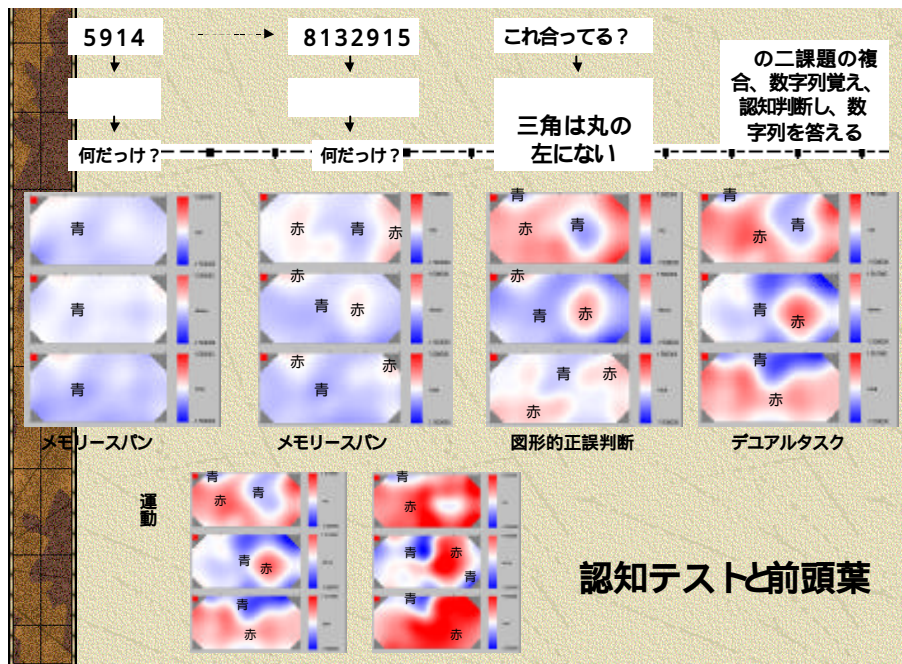 5914
8132915
これ合ってる？
の二課題の複
合、数字列覚え、
認知判断し、数
字列を答える
三角は丸の
左にない
何だっけ？
何だっけ？
青
青
青
メモリースパン
赤
青
赤
赤
青
赤
赤
赤
青
メモリースパン
青
赤
青
赤
青
赤
青
赤
赤
図形的正誤判断
青
青
赤
青
赤
青
赤
デユアルタスク
運
動
青
赤
青
青
赤
青
赤
青
赤
青
赤
青
青
赤
認知テストと前頭葉